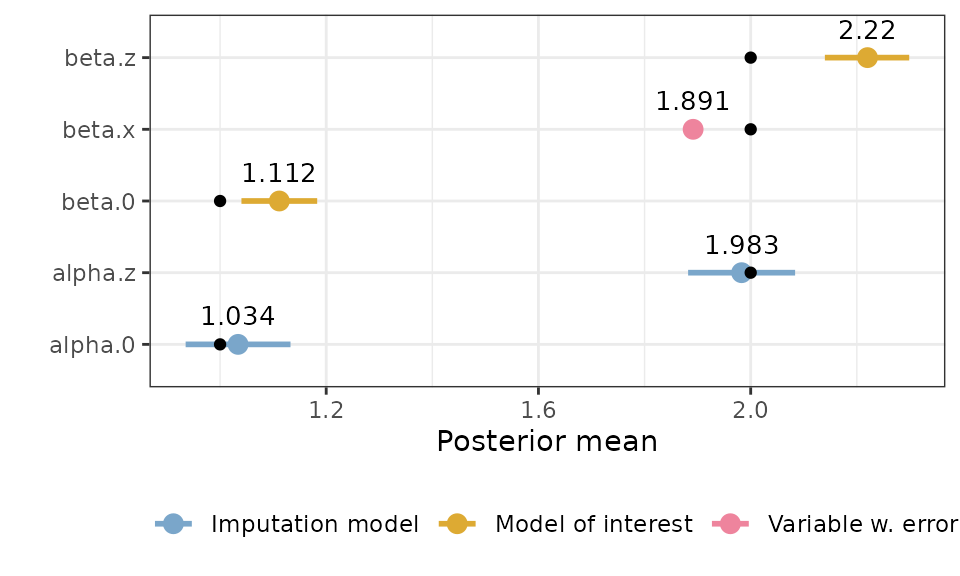 2.22
beta.z
1.891
beta.x
1.112
beta.0
1.983
alpha.z
1.034
alpha.0
1.2 1.6 2.0
Posterior mean
Imputation model Model of interest Variable w. error